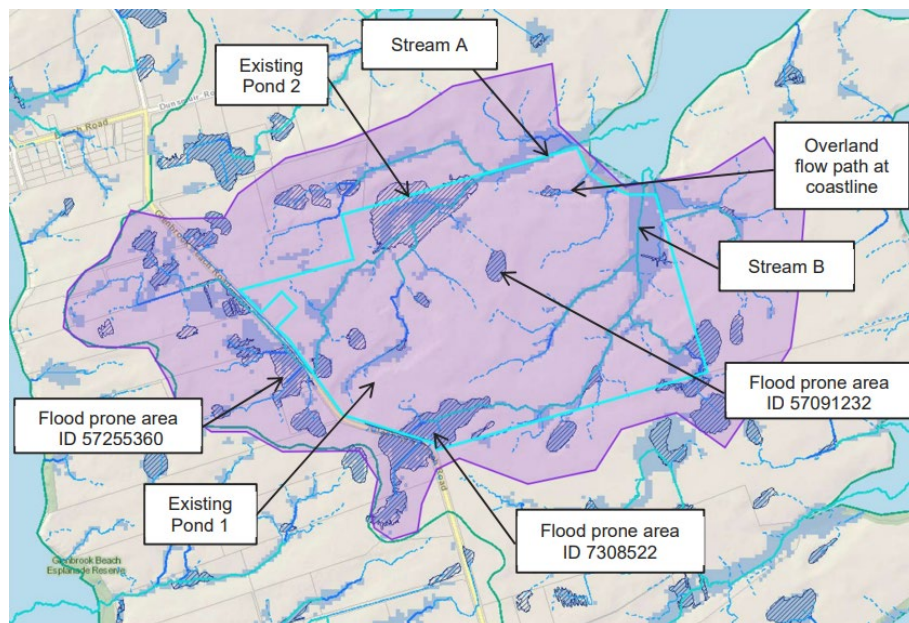 Stream A
Existing
Pond 2
Overland
flow path at
coastline
Stream B
Flood prone area
ID 57255360
Flood prone area
ID 57091232
Existing
Pond 1
Flood prone area
ID 7308522
Road
Road
Glenbrook Beach
Esplanade Reserve